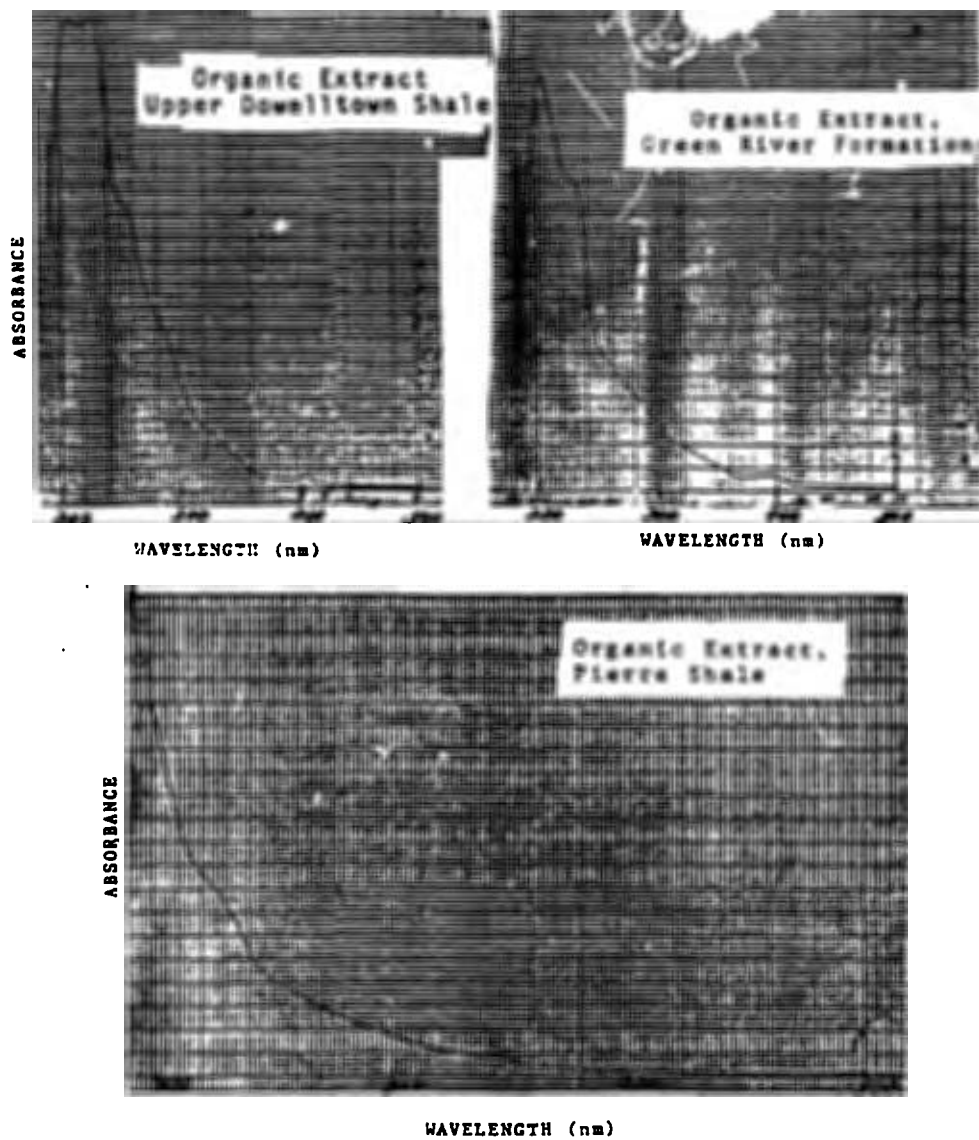 Organic Extract
Upper Dowelltown Shale
Organic Extract,
Green River Formation
ABSORBANCE
WAVELENGTH (nm)
WAVELENGTH (nm)
Organic Extract,
Pierre Shale
ABSORBANCE
WAVELENGTH (nm)